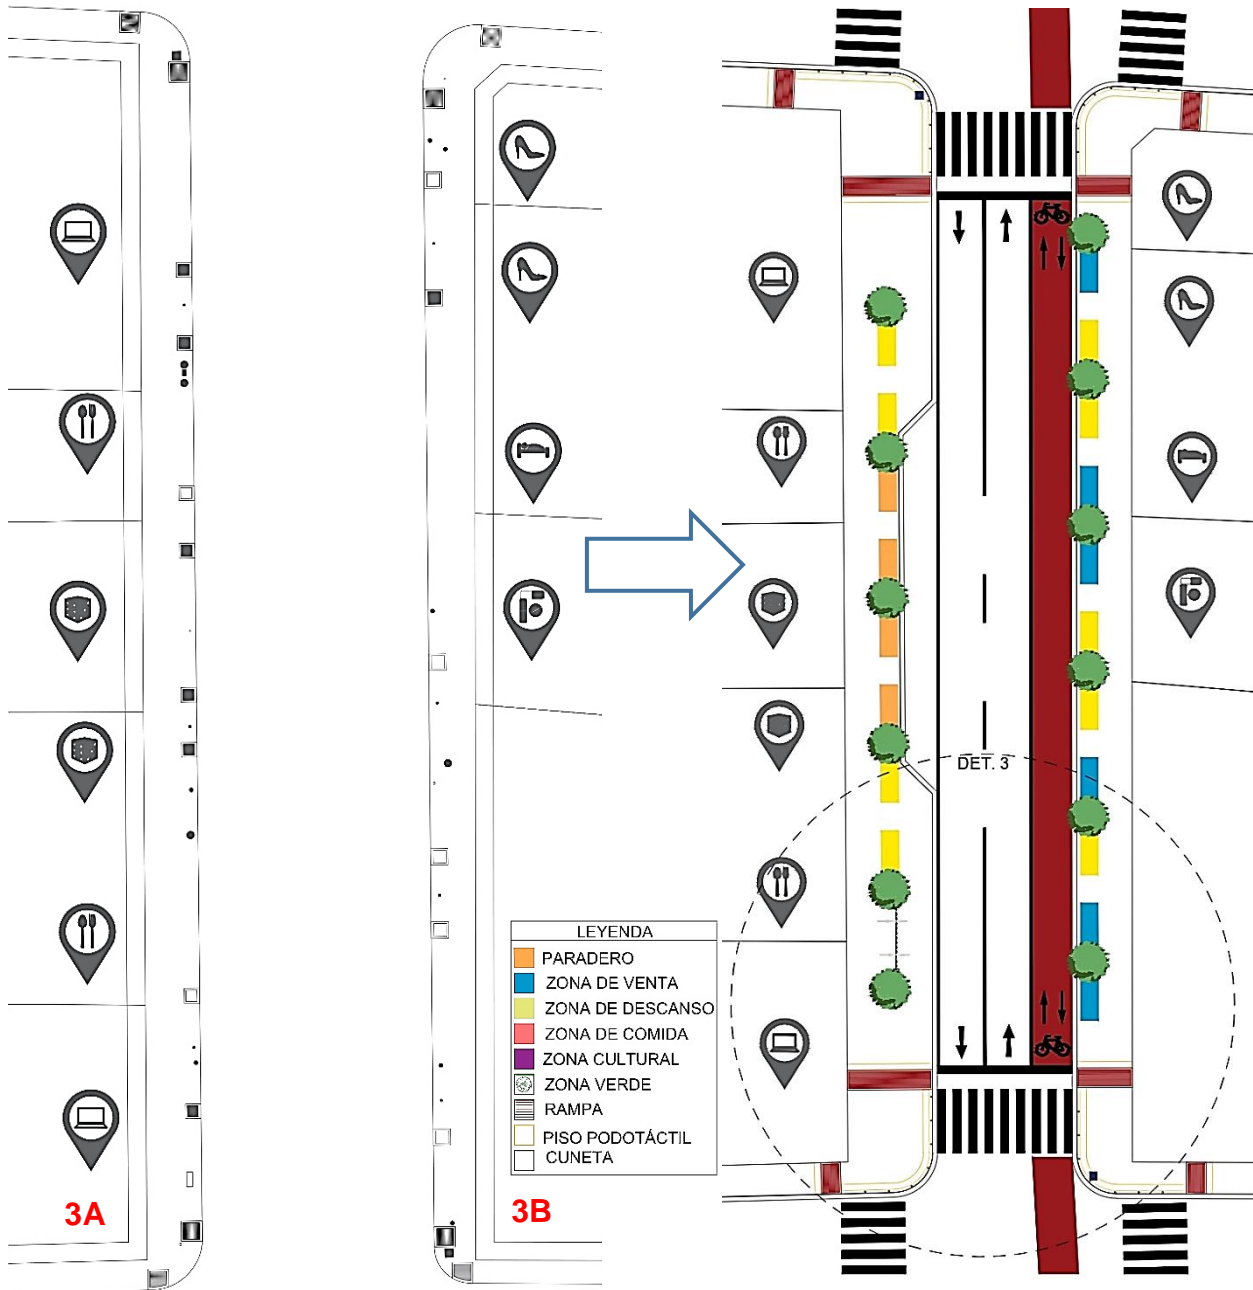 DET. 3
LEYENDA
PARADERO
ZONA DE VENTA
ZONA DE DESCANSO
ZONA DE COMIDA
ZONA CULTURAL
ZONA VERDE
RAMPA
PISO PODOTÁCTIL
CUNETA
3A
3B